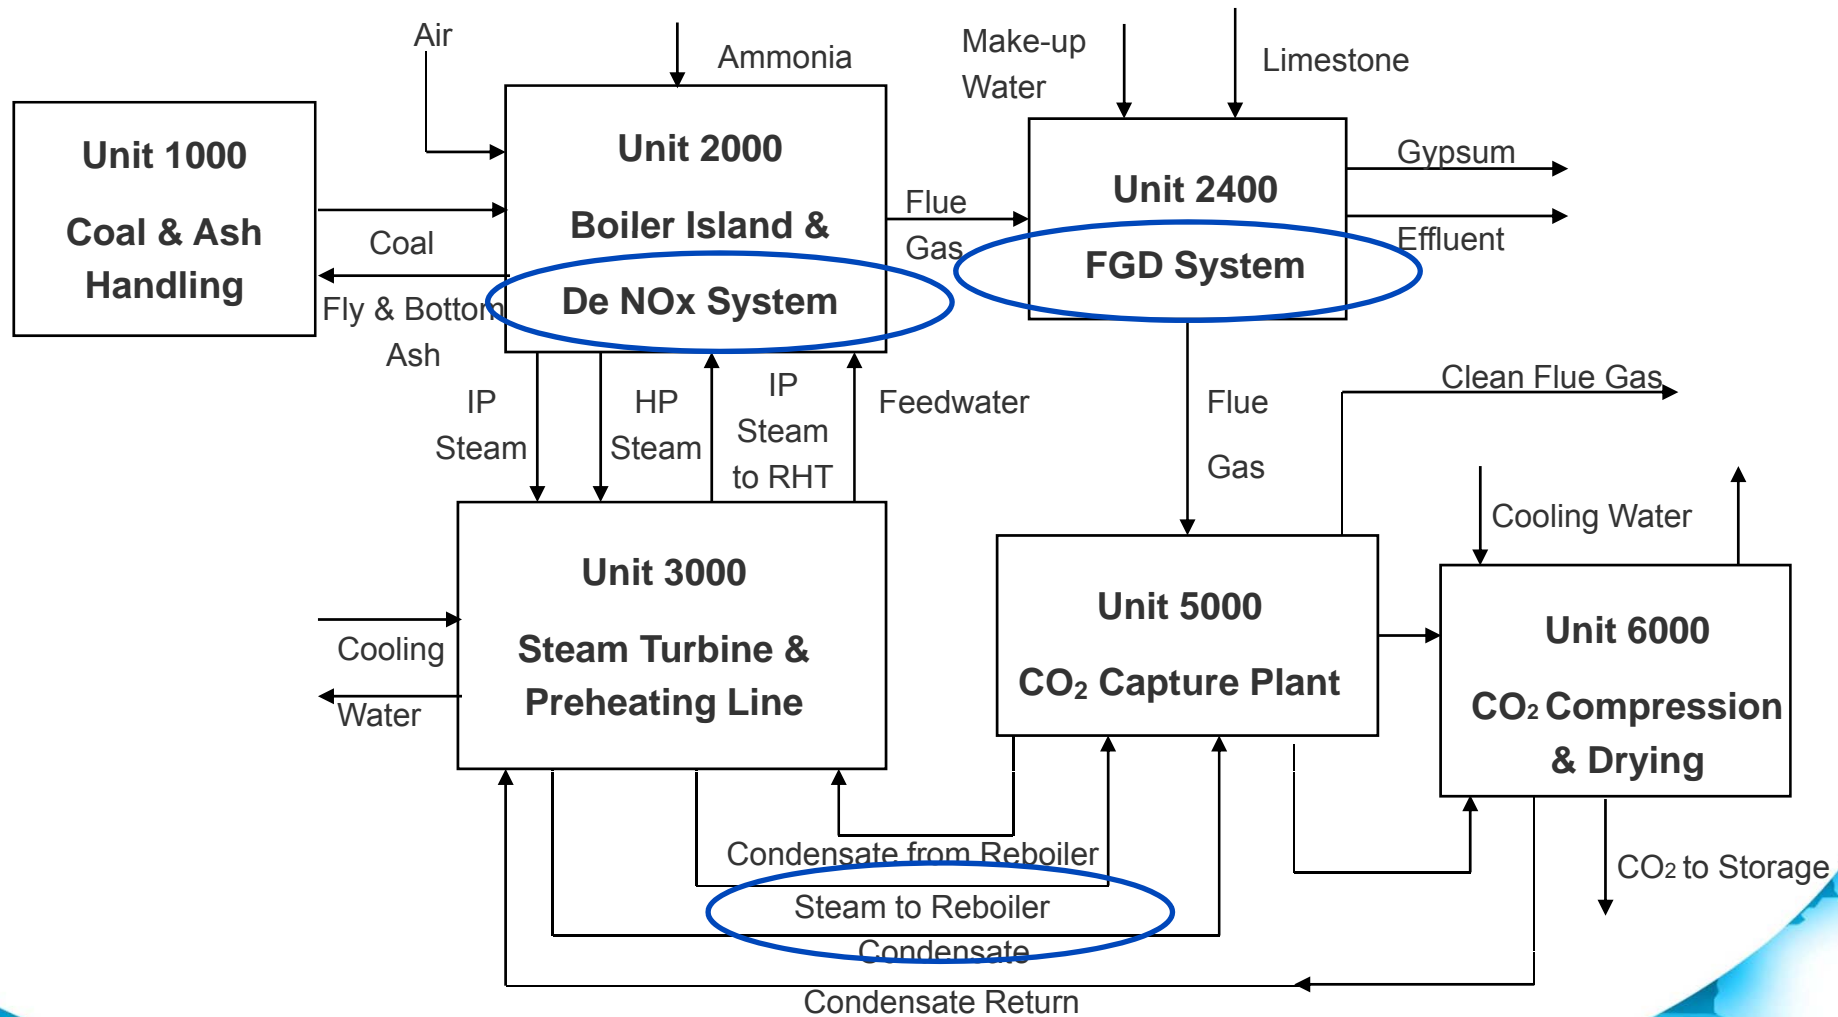 Air
Ammonia
Make-up
Water
Limestone
Unit 1000
Coal & Ash
Handling
Unit 2000
Boiler Island &
De NOx System
Unit 2400
FGD System
Gypsum
Effluent
Flue
Gas
Coal
Fly & Bottom
Ash
IP
Steam
HP
Steam
IP
Steam
to RHT
Feedwater
Flue
Gas
Clean Flue Gas
Cooling Water
Unit 3000
Steam Turbine &
Preheating Line
Cooling
Water
Unit 5000
CO2 Capture Plant
Unit 6000
CO2 Compression
& Drying
Condensate from Reboiler
Steam to Reboiler
Condensate
Condensate Return
CO2 to Storage